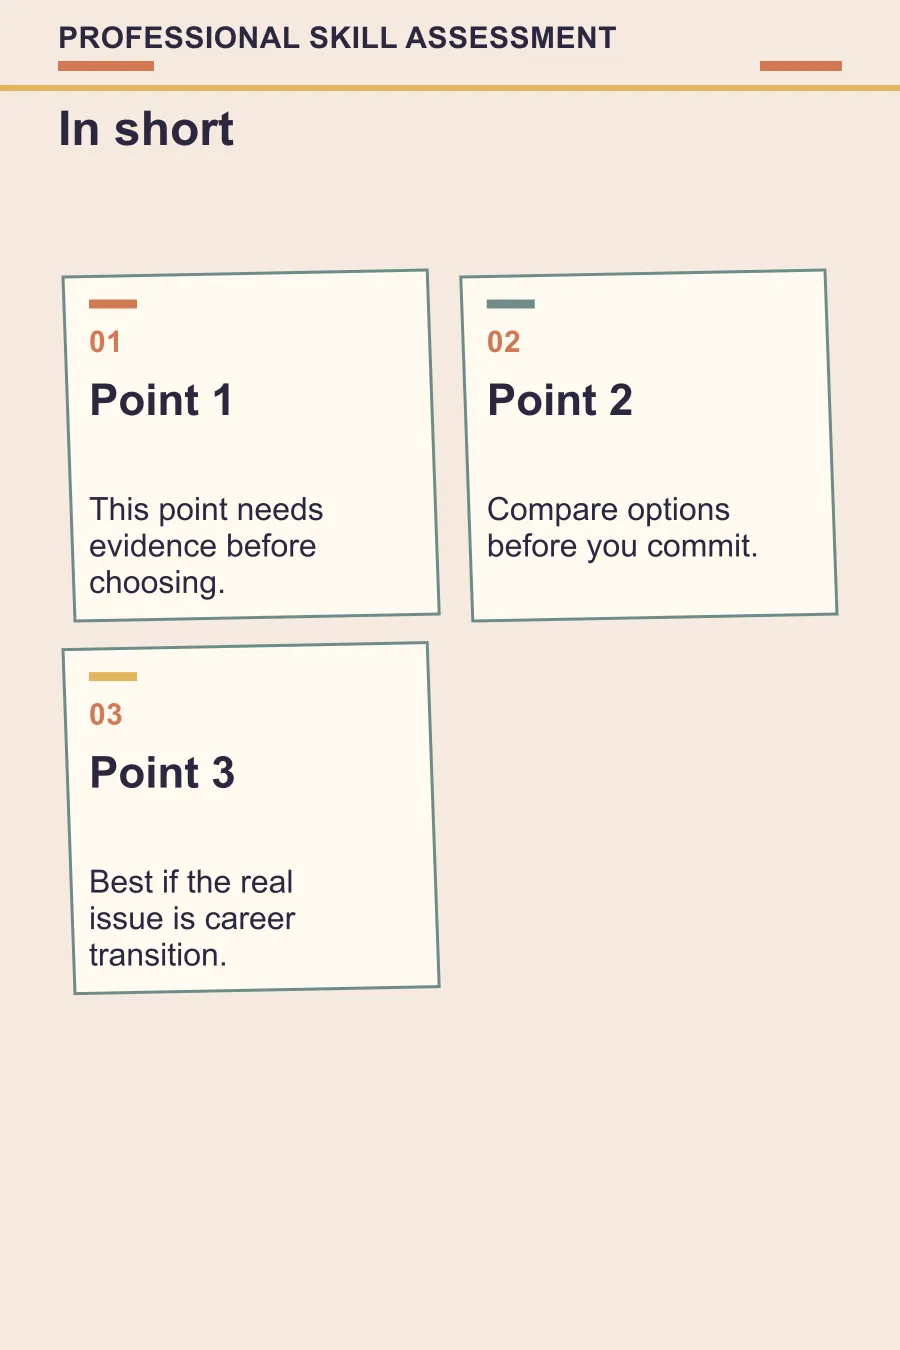 PROFESSIONAL SKILL ASSESSMENT
In short
01
Point 1
This point needs
evidence before
choosing.
02
Point 2
Compare options
before you commit.
03
Point 3
Best if the real
issue is career
transition.